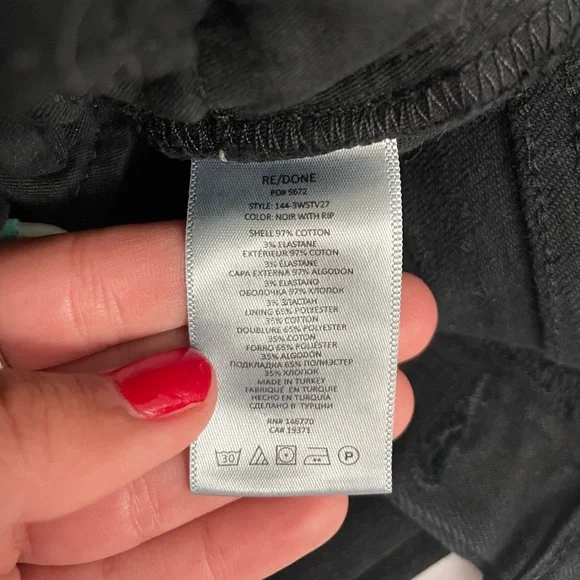 RE/DONE
PO# 5672
STYLE: 144-3WSTV27
COLOR: NOIR WITH RIP
SHELL 97% COTTON
3% ELASTANE
EXTÉRIEUR 97% COTON
3% ÉLASTANE
CAPA EXTERNA 97% ALGODÓN
3% ELASTANO
ОБОЛОЧКА 97% ХЛОПОК
3% ЭЛАСТАН
LINING 65% POLYESTER
35% COTTON
DOUBLURE 65% POLYESTER
35% COTON
FORRO 65% POLIÉSTER
35% ALGODÓN
ПОДКЛАДКА 65% ПОЛИЭСТЕР
35% ХЛОПОК
MADE IN TURKEY
FABRIQUÉ EN TURQUIE
HECHO EN TURQUÍA
СДЕЛАНО В ТУРЦИИ
RN# 146770
CA# 19371
30 P